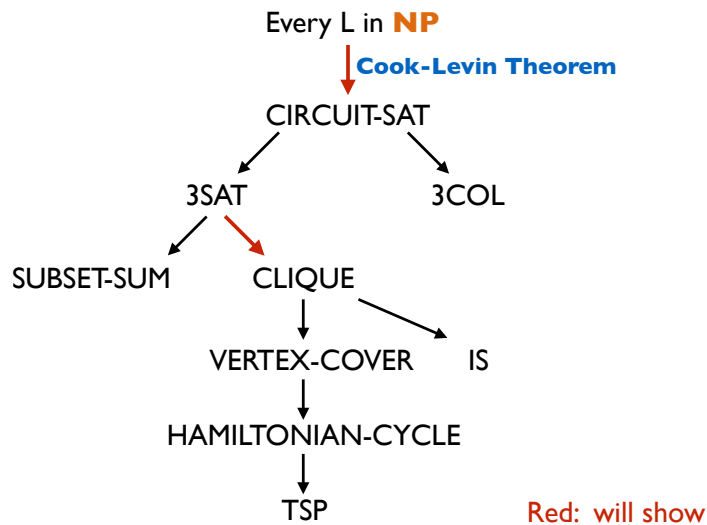 Every L in NP
Cook-Levin Theorem
CIRCUIT-SAT
3SAT
3COL
SUBSET-SUM
CLIQUE
VERTEX-COVER
IS
HAMILTONIAN-CYCLE
TSP
Red: will show